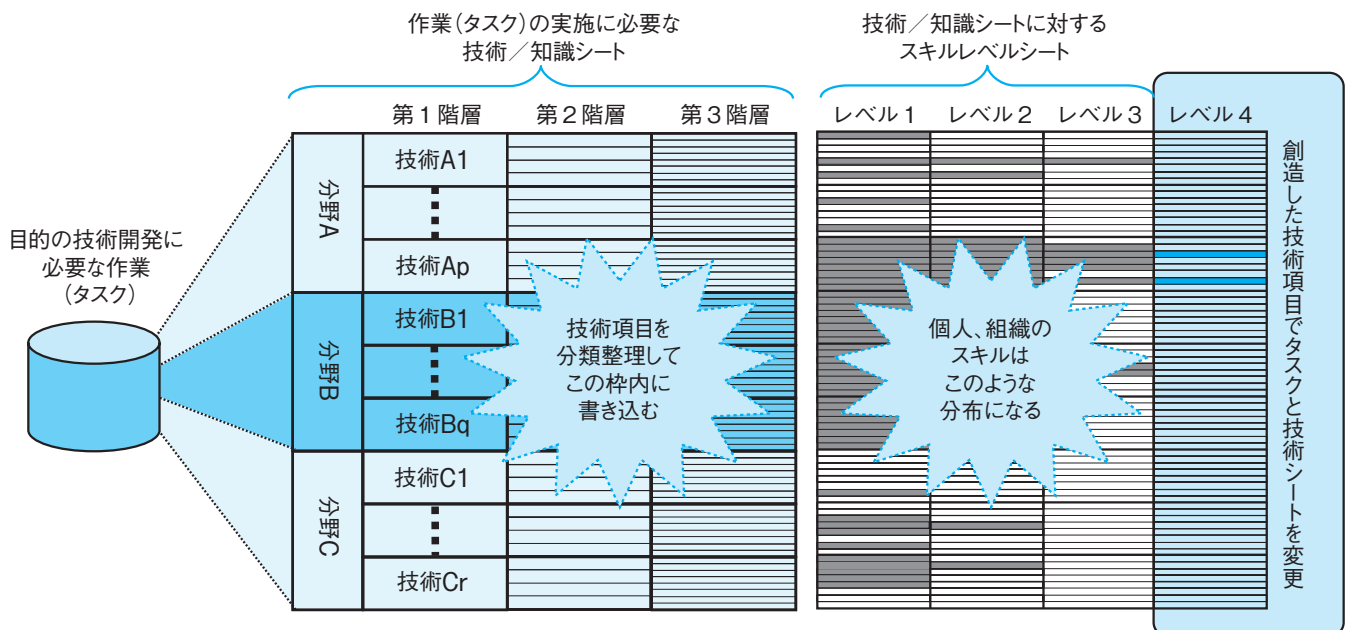 作業（タスク）の実施に必要な
技術／知識シート
技術／知識シートに対する
スキルレベルシート
第1階層
第2階層
第3階層
レベル1
レベル2
レベル3
レベル4
目的の技術開発に
必要な作業
（タスク）
分野A
技術A1
技術Ap
分野B
技術B1
技術Bq
分野C
技術C1
技術Cr
技術項目を
分類整理して
この枠内に
書き込む
個人、組織の
スキルは
このような
分布になる
創造した技術項目でタスクと技術シートを変更